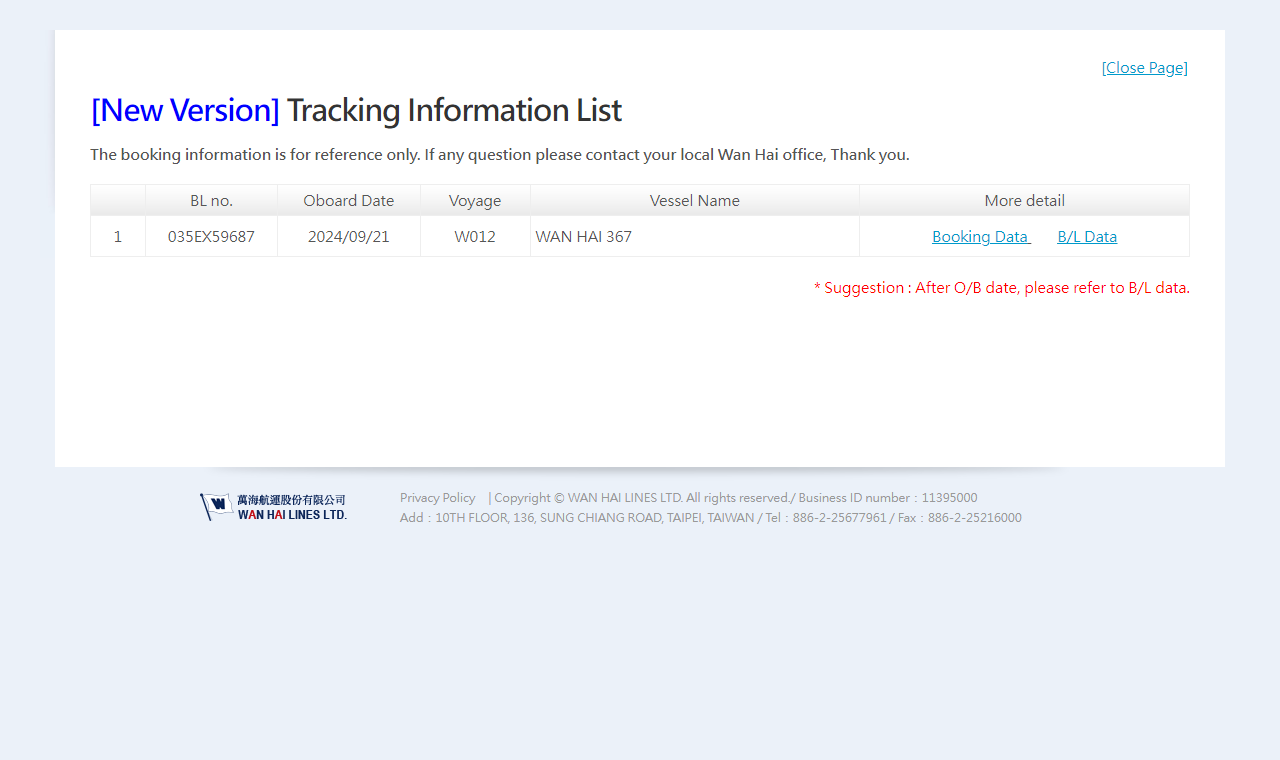 [Close Page]
[New Version] Tracking Information List
The booking information is for reference only. If any question please contact your local Wan Hai office, Thank you.
BL no. Oboard Date Voyage Vessel Name More detail
1 035EX59687 2024/09/21 W012 WAN HAI 367 Booking Data B/L Data
* Suggestion : After O/B date, please refer to B/L data.
萬海航運股份有限公司
WAN HAI LINES LTD.
Privacy Policy | Copyright © WAN HAI LINES LTD. All rights reserved./ Business ID number：11395000
Add：10TH FLOOR, 136, SUNG CHIANG ROAD, TAIPEI, TAIWAN / Tel：886-2-25677961 / Fax：886-2-25216000